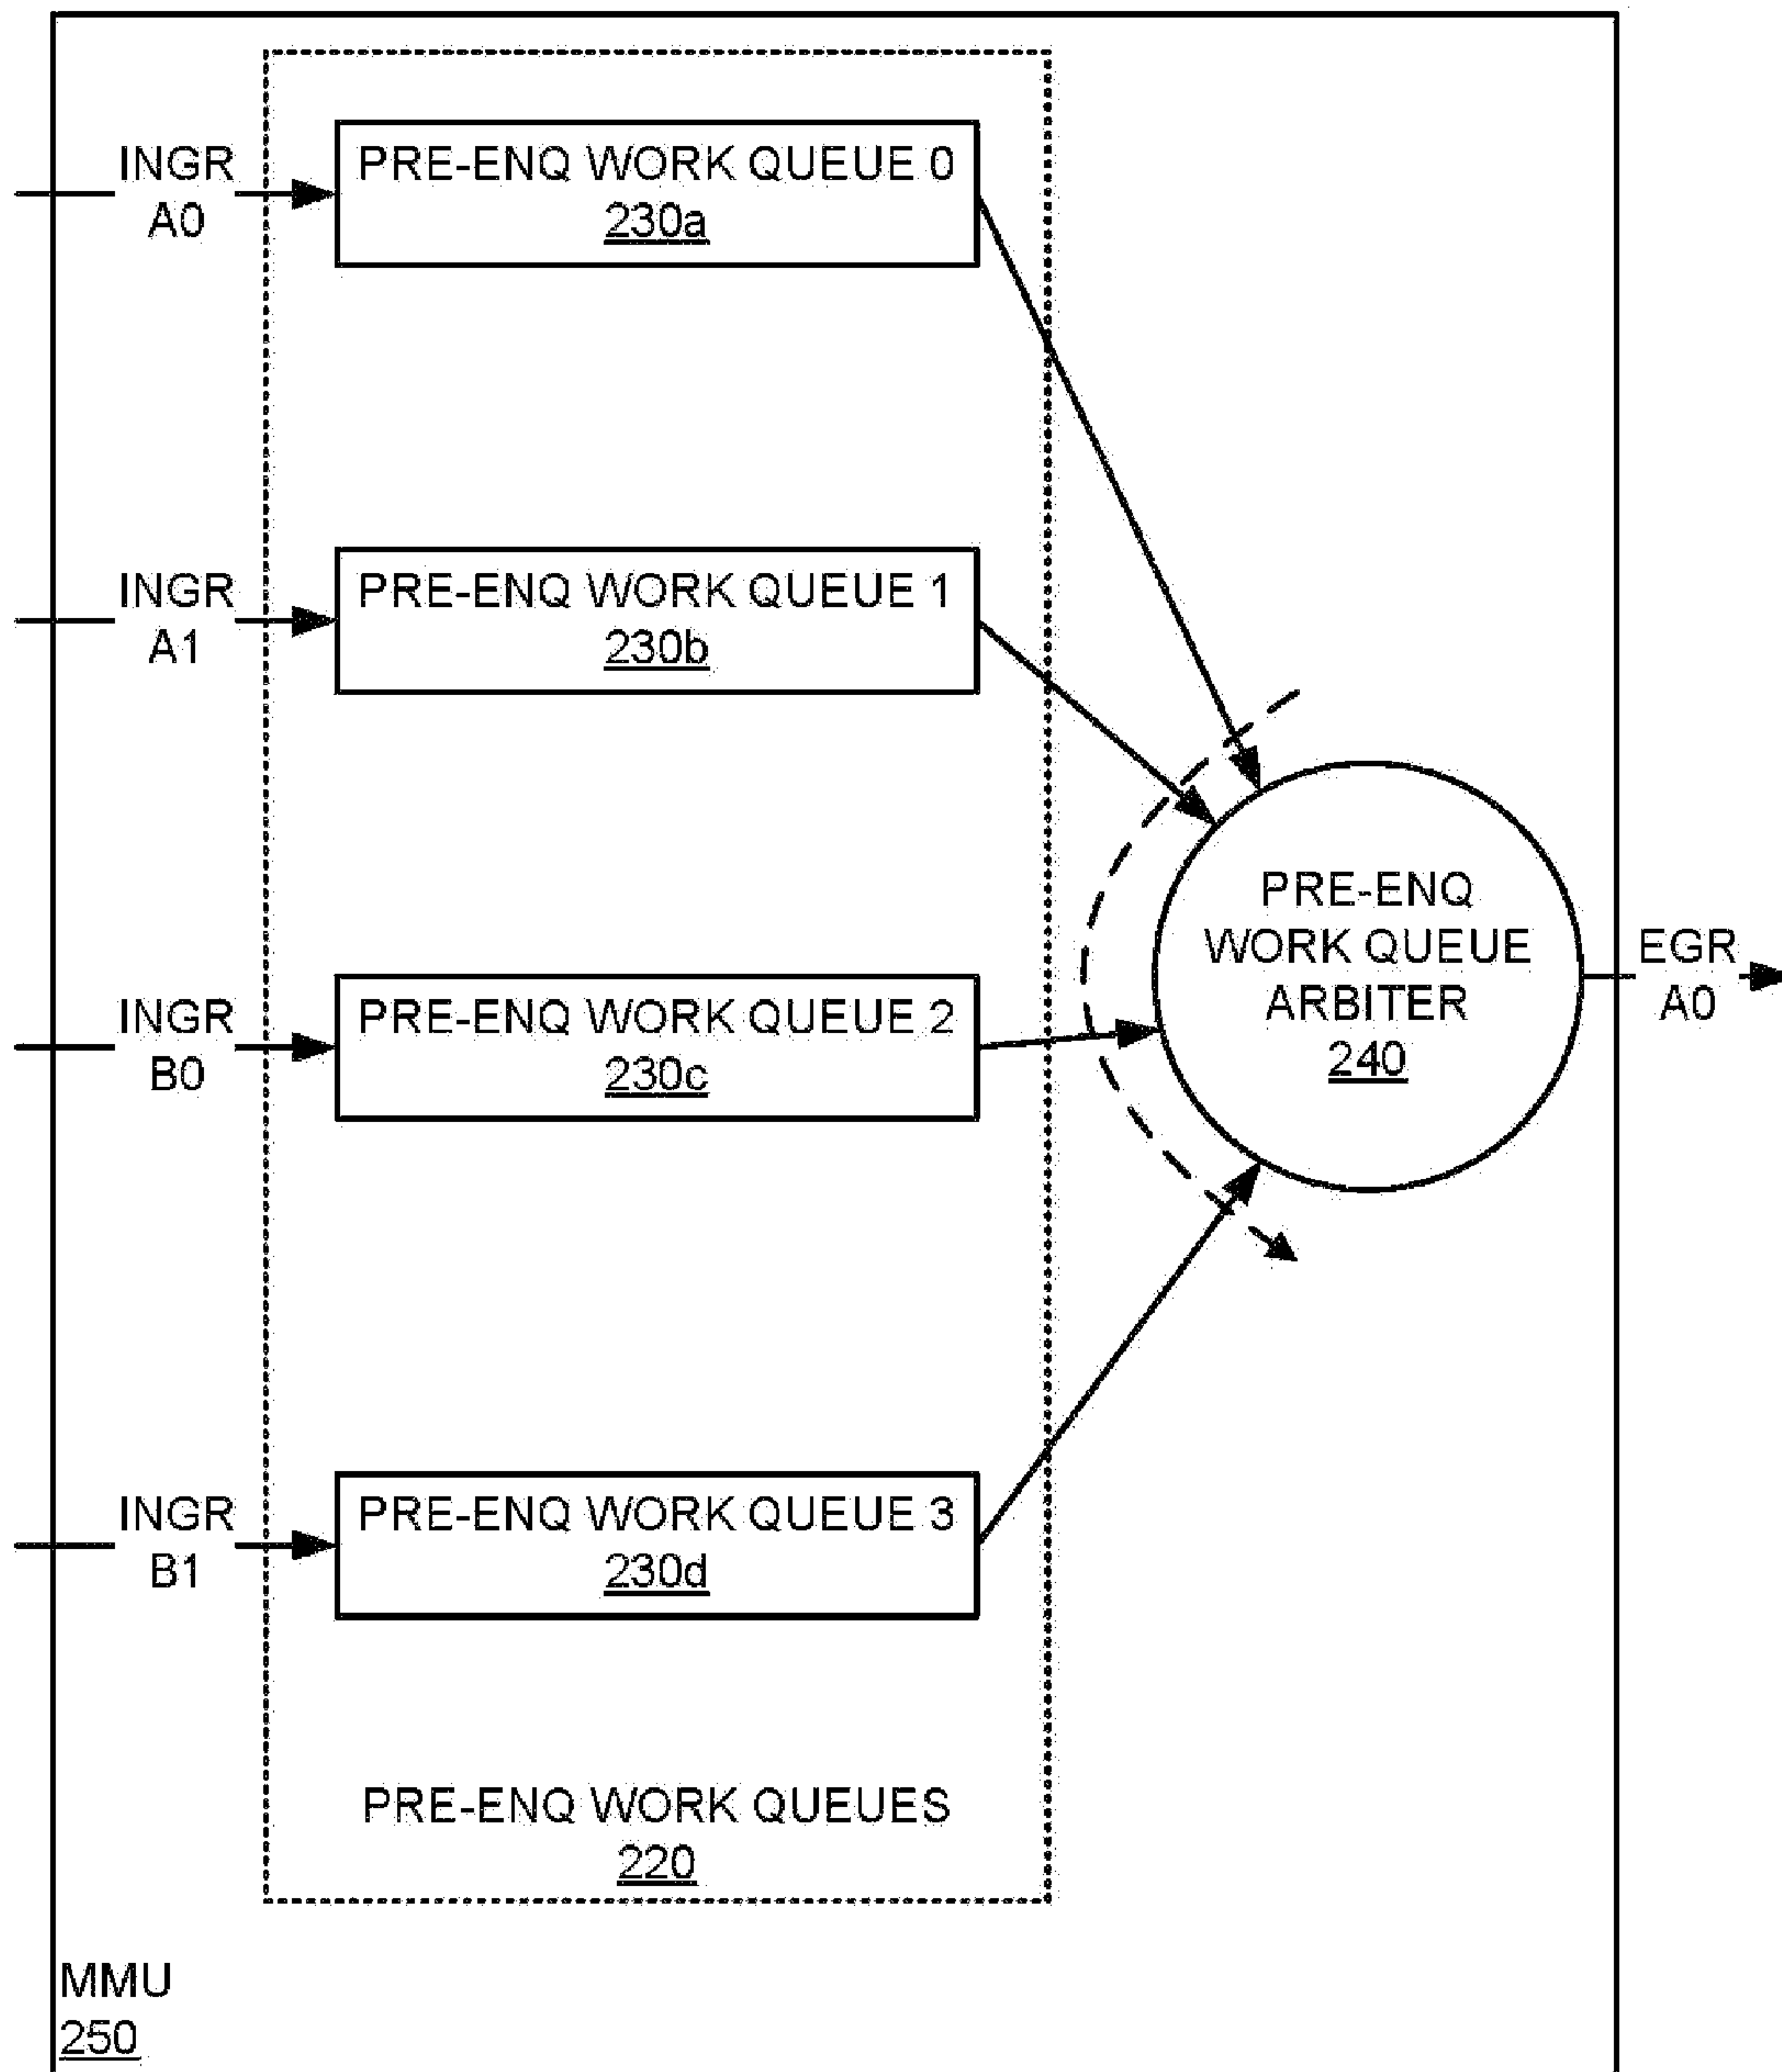 INGR
A0
PRE-ENQ WORK QUEUE 0
230a
INGR
A1
PRE-ENQ WORK QUEUE 1
230b
PRE-ENQ
WORK QUEUE
ARBITER
240
EGR
A0
INGR
B0
PRE-ENQ WORK QUEUE 2
230c
INGR
B1
PRE-ENQ WORK QUEUE 3
230d
PRE-ENQ WORK QUEUES
220
MMU
250